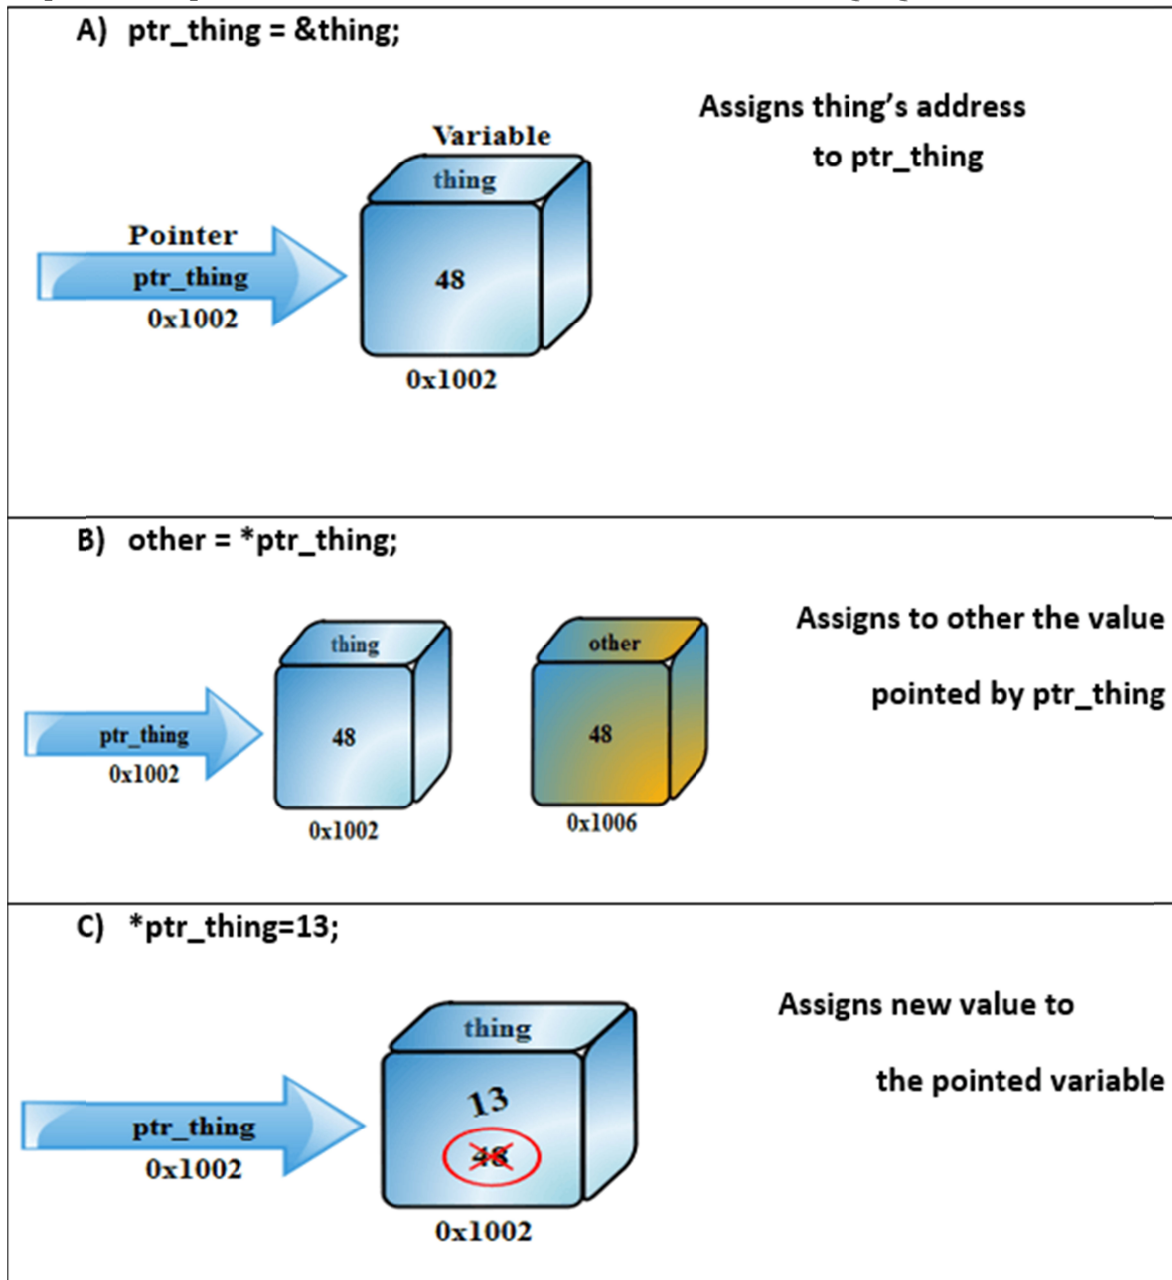 A) ptr_thing = &thing;
Assigns thing’s address
to ptr_thing
Variable
thing
Pointer
ptr_thing
48
0x1002
0x1002
B) other = *ptr_thing;
Assigns to other the value
pointed by ptr_thing
thing
other
ptr_thing
48
48
0x1002
0x1002
0x1006
C) *ptr_thing=13;
Assigns new value to
the pointed variable
thing
13
ptr_thing
48
0x1002
0x1002